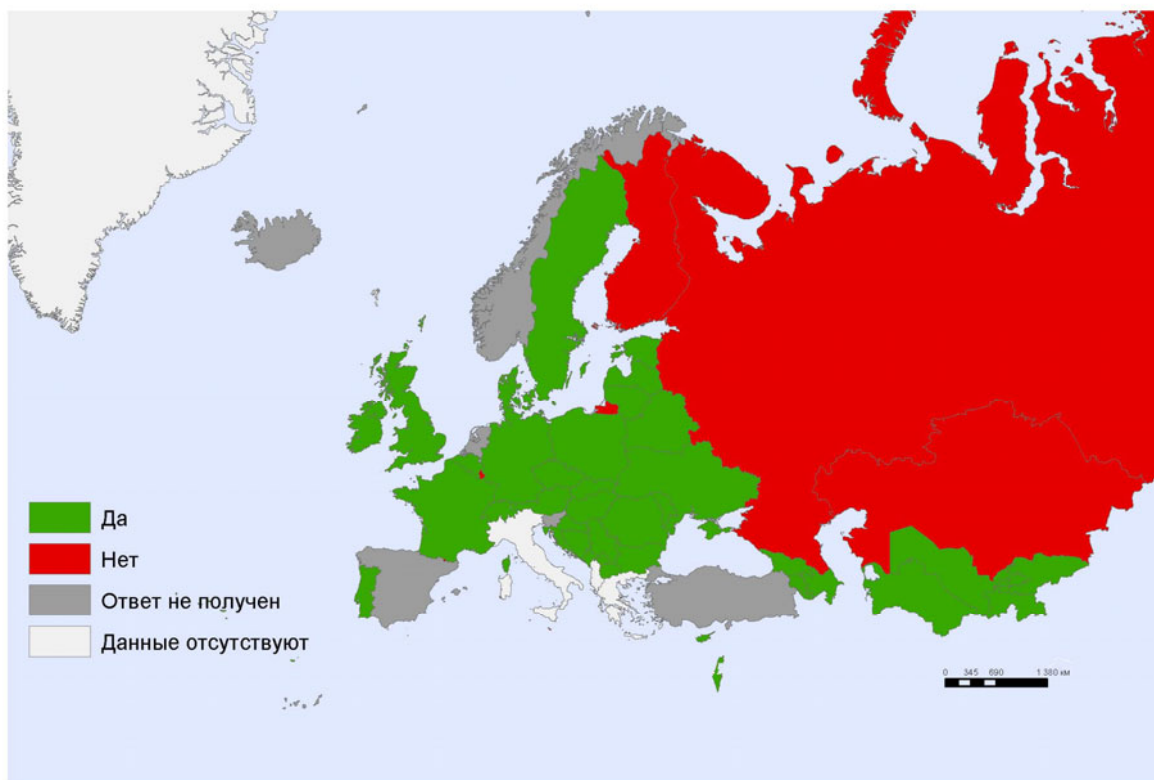 Да
Нет
Ответ не получен
Данные отсутствуют
0 345 690 1 380 км